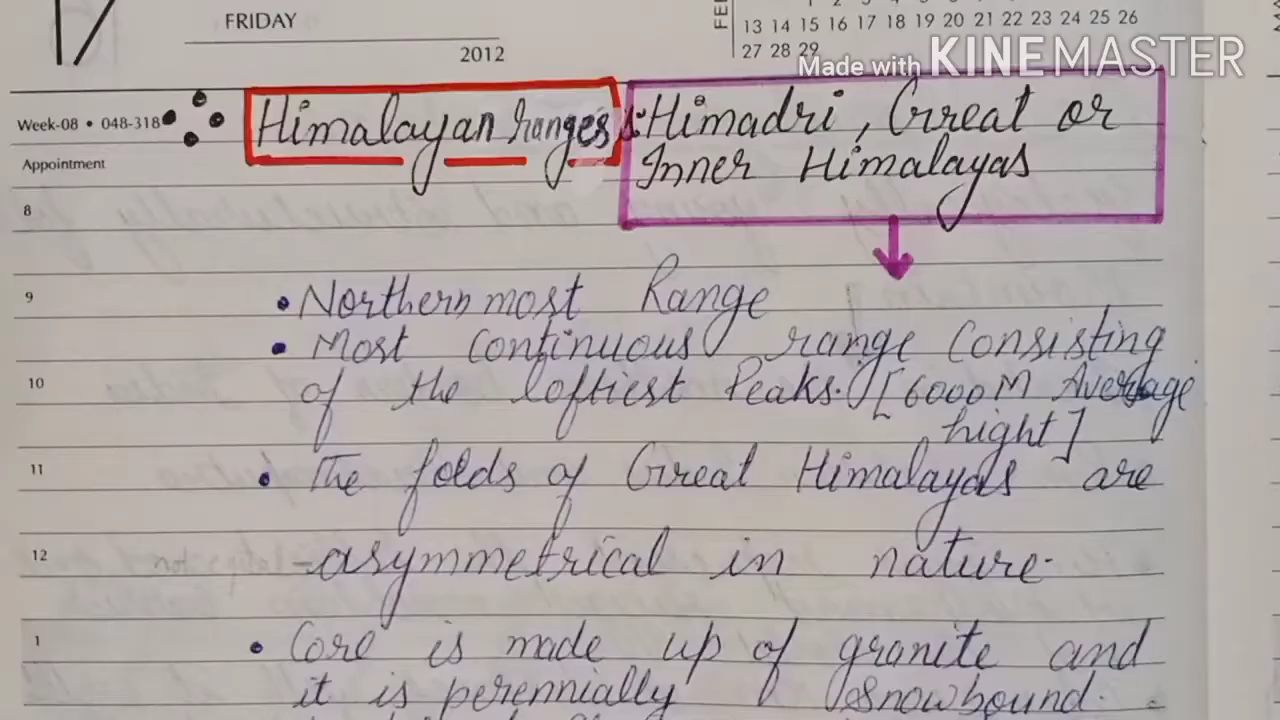 FRIDAY
2012
FE
13 14 15 16 17 18 19 20 21 22 23 24 25 26
27 28 29
Made with KINEMASTER
Week-08 • 048-318
Himalayan ranges :- Himadri, Great or
Inner Himalayas
Appointment
8
9
• Northern most Range
• Most Continuous range Consisting
10
of the loftiest Peaks. [6000M Average
hight]
11
• The folds of Great Himalayas are
12
asymmetrical in nature.
1
• Core is made up of granite and
it is perennially snowbound.